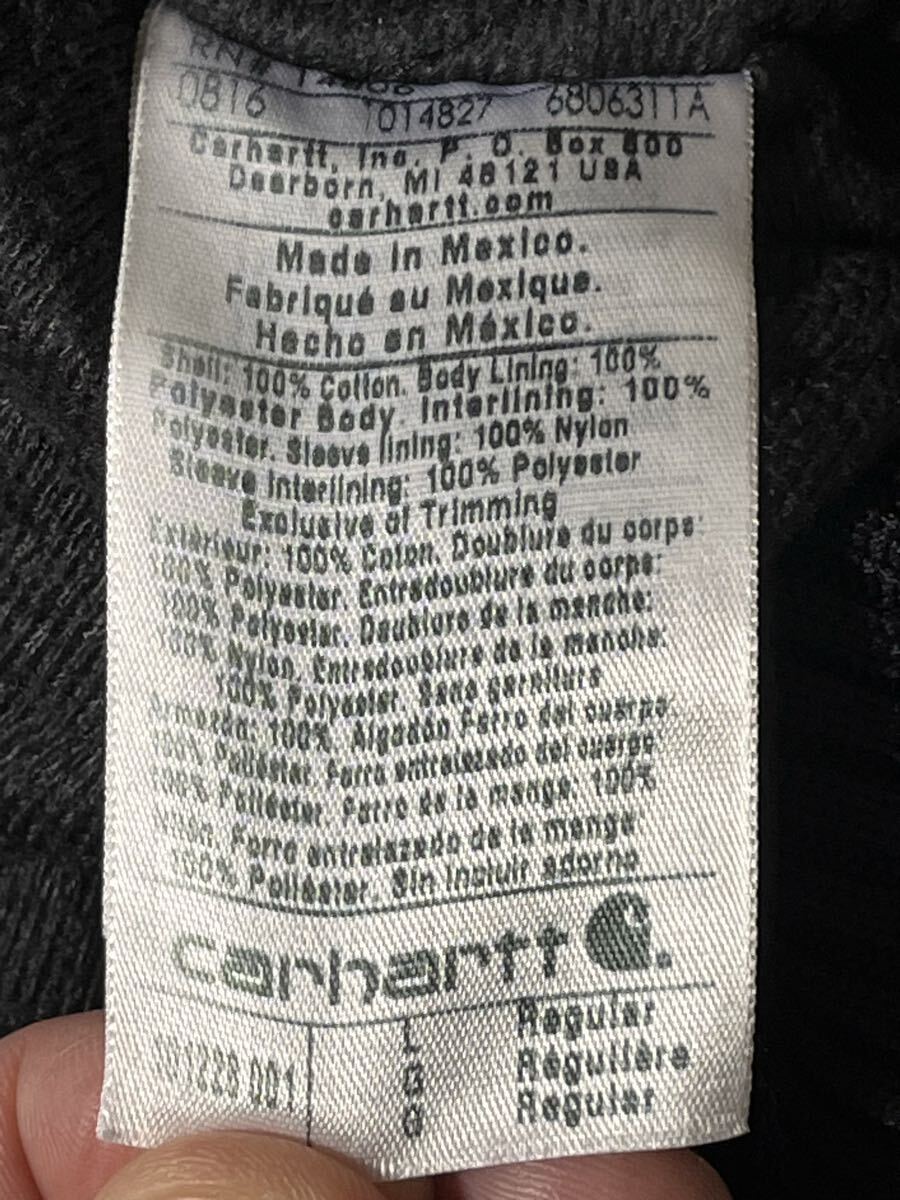 RN# 14806
0816 1014827 6806311A
Carhartt, Inc. P. O. Box 600
Dearborn, MI 48121 USA
carhartt.com
Made in Mexico.
Fabriqué au Mexique.
Hecho en México.
Shell: 100% Cotton. Body Lining: 100%
Polyester Body. Interlining: 100%
Polyester. Sleeve lining: 100% Nylon
Sleeve interlining: 100% Polyester
Exclusive of Trimming
Extérieur: 100% Coton. Doublure du corps:
100% Polyester. Entredoublure du corps:
100% Polyester. Doublure de la manche:
100% Nylon. Entredoublure de la manche:
100% Polyester. Sans garniture
100% Algodón Forro del cuerpo
100% Poliéster. Forro entrelazado del cuerpo
100% Poliéster. Forro de la manga: 100%
Forro entrelazado de la manga
100% Poliéster. Sin incluir adorno
carhartt
001 L Regular
G Régulière
G Regular